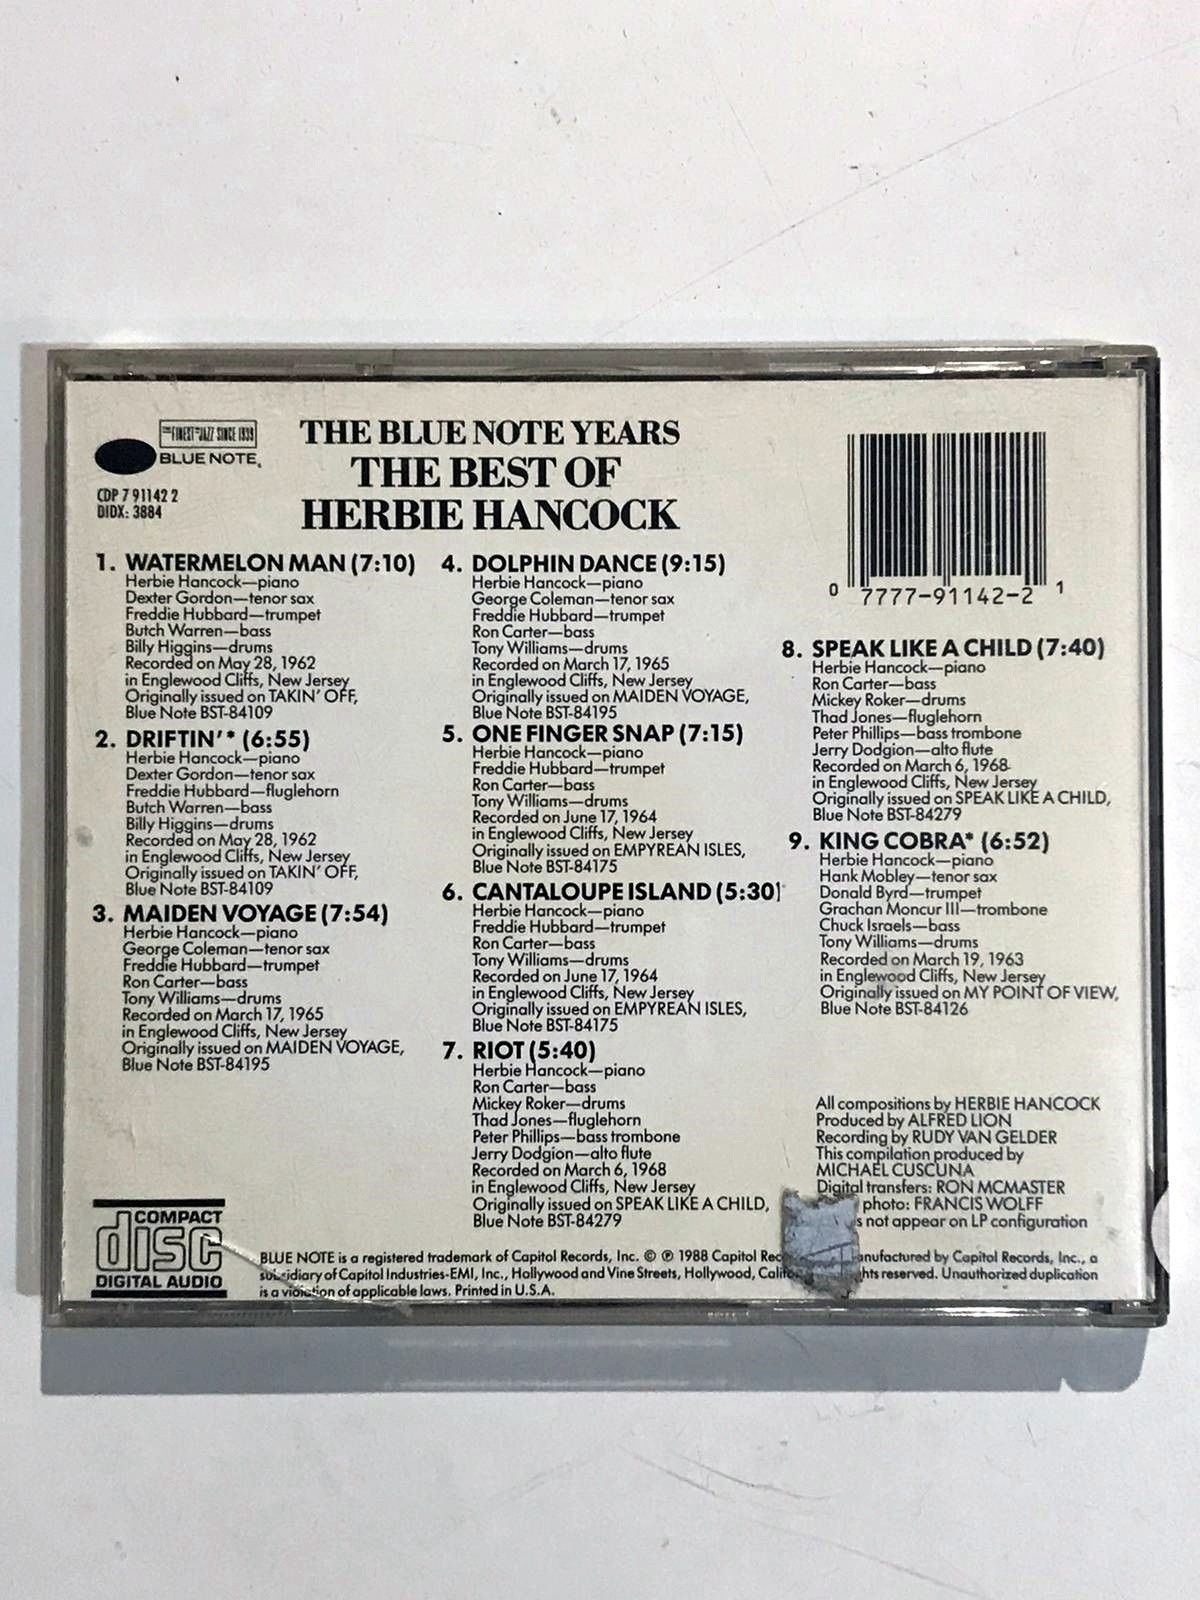 THE FINEST IN JAZZ SINCE 1939
BLUE NOTE.
CDP 7 91142 2
DIDX: 3884
THE BLUE NOTE YEARS
THE BEST OF
HERBIE HANCOCK
1. WATERMELON MAN (7:10)
Herbie Hancock—piano
Dexter Gordon—tenor sax
Freddie Hubbard—trumpet
Butch Warren—bass
Billy Higgins—drums
Recorded on May 28, 1962
in Englewood Cliffs, New Jersey
Originally issued on TAKIN' OFF,
Blue Note BST-84109
2. DRIFTIN'* (6:55)
Herbie Hancock—piano
Dexter Gordon—tenor sax
Freddie Hubbard—fluglehorn
Butch Warren—bass
Billy Higgins—drums
Recorded on May 28, 1962
in Englewood Cliffs, New Jersey
Originally issued on TAKIN' OFF,
Blue Note BST-84109
3. MAIDEN VOYAGE (7:54)
Herbie Hancock—piano
George Coleman—tenor sax
Freddie Hubbard—trumpet
Ron Carter—bass
Tony Williams—drums
Recorded on March 17, 1965
in Englewood Cliffs, New Jersey
Originally issued on MAIDEN VOYAGE,
Blue Note BST-84195
4. DOLPHIN DANCE (9:15)
Herbie Hancock—piano
George Coleman—tenor sax
Freddie Hubbard—trumpet
Ron Carter—bass
Tony Williams—drums
Recorded on March 17, 1965
in Englewood Cliffs, New Jersey
Originally issued on MAIDEN VOYAGE,
Blue Note BST-84195
5. ONE FINGER SNAP (7:15)
Herbie Hancock—piano
Freddie Hubbard—trumpet
Ron Carter—bass
Tony Williams—drums
Recorded on June 17, 1964
in Englewood Cliffs, New Jersey
Originally issued on EMPYREAN ISLES,
Blue Note BST-84175
6. CANTALOUPE ISLAND (5:30)
Herbie Hancock—piano
Freddie Hubbard—trumpet
Ron Carter—bass
Tony Williams—drums
Recorded on June 17, 1964
in Englewood Cliffs, New Jersey
Originally issued on EMPYREAN ISLES,
Blue Note BST-84175
7. RIOT (5:40)
Herbie Hancock—piano
Ron Carter—bass
Mickey Roker—drums
Thad Jones—fluglehorn
Peter Phillips—bass trombone
Jerry Dodgion—alto flute
Recorded on March 6, 1968
in Englewood Cliffs, New Jersey
Originally issued on SPEAK LIKE A CHILD,
Blue Note BST-84279
0 7777-91142-2 1
8. SPEAK LIKE A CHILD (7:40)
Herbie Hancock—piano
Ron Carter—bass
Mickey Roker—drums
Thad Jones—fluglehorn
Peter Phillips—bass trombone
Jerry Dodgion—alto flute
Recorded on March 6, 1968
in Englewood Cliffs, New Jersey
Originally issued on SPEAK LIKE A CHILD,
Blue Note BST-84279
9. KING COBRA* (6:52)
Herbie Hancock—piano
Hank Mobley—tenor sax
Donald Byrd—trumpet
Grachan Moncur III—trombone
Chuck Israels—bass
Tony Williams—drums
Recorded on March 19, 1963
in Englewood Cliffs, New Jersey
Originally issued on MY POINT OF VIEW,
Blue Note BST-84126
All compositions by HERBIE HANCOCK
Produced by ALFRED LION
Recording by RUDY VAN GELDER
This compilation produced by
MICHAEL CUSCUNA
Digital transfers: RON MCMASTER
photo: FRANCIS WOLFF
not appear on LP configuration
COMPACT
disc
DIGITAL AUDIO
BLUE NOTE is a registered trademark of Capitol Records, Inc. © ℗ 1988 Capitol by Capitol Records, Inc., a
subsidiary of Capitol Industries-EMI, Inc., Hollywood and Vine Streets, Hollywood, reserved. Unauthorized duplication
is a violation of applicable laws. Printed in U.S.A.